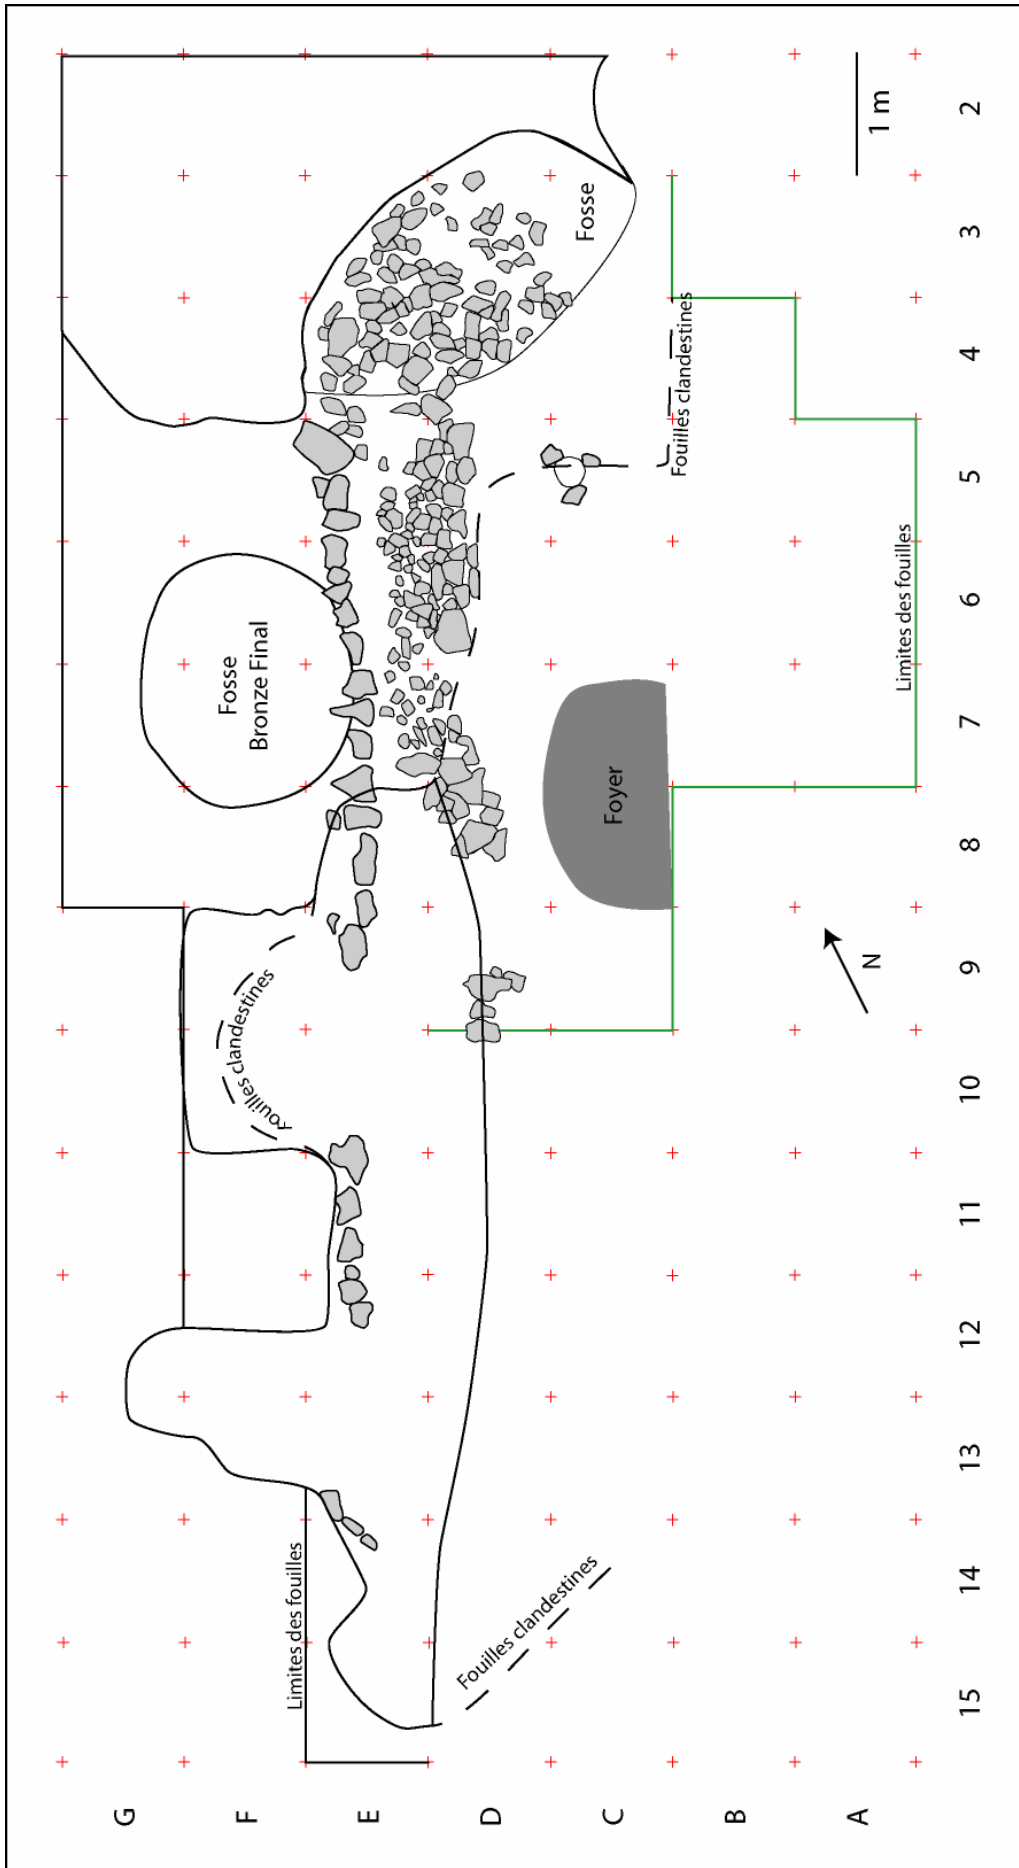 G
F
E
D
C
B
A
2
3
4
5
6
7
8
9
10
11
12
13
14
15
1 m
N
Fosse
Fosse
Bronze Final
Foyer
Fouilles clandestines
Fouilles clandestines
Fouilles clandestines
Limites des fouilles
Limites des fouilles